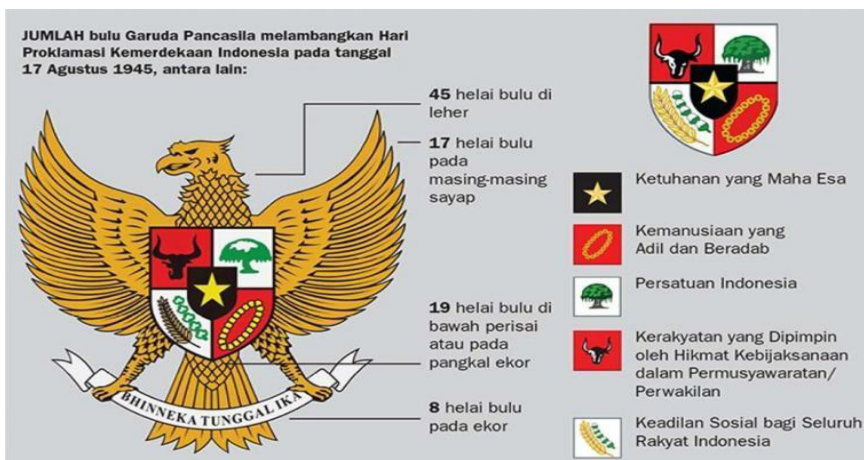 JUMLAH bulu Garuda Pancasila melambangkan Hari
Proklamasi Kemerdekaan Indonesia pada tanggal
17 Agustus 1945, antara lain:
45 helai bulu di
leher
17 helai bulu
pada
masing-masing
sayap
19 helai bulu di
bawah perisai
atau pada
pangkal ekor
8 helai bulu
pada ekor
BHINNEKA TUNGGAL IKA
Ketuhanan yang Maha Esa
Kemanusiaan yang
Adil dan Beradab
Persatuan Indonesia
Kerakyatan yang Dipimpin
oleh Hikmat Kebijaksanaan
dalam Permusyawaratan/
Perwakilan
Keadilan Sosial bagi Seluruh
Rakyat Indonesia